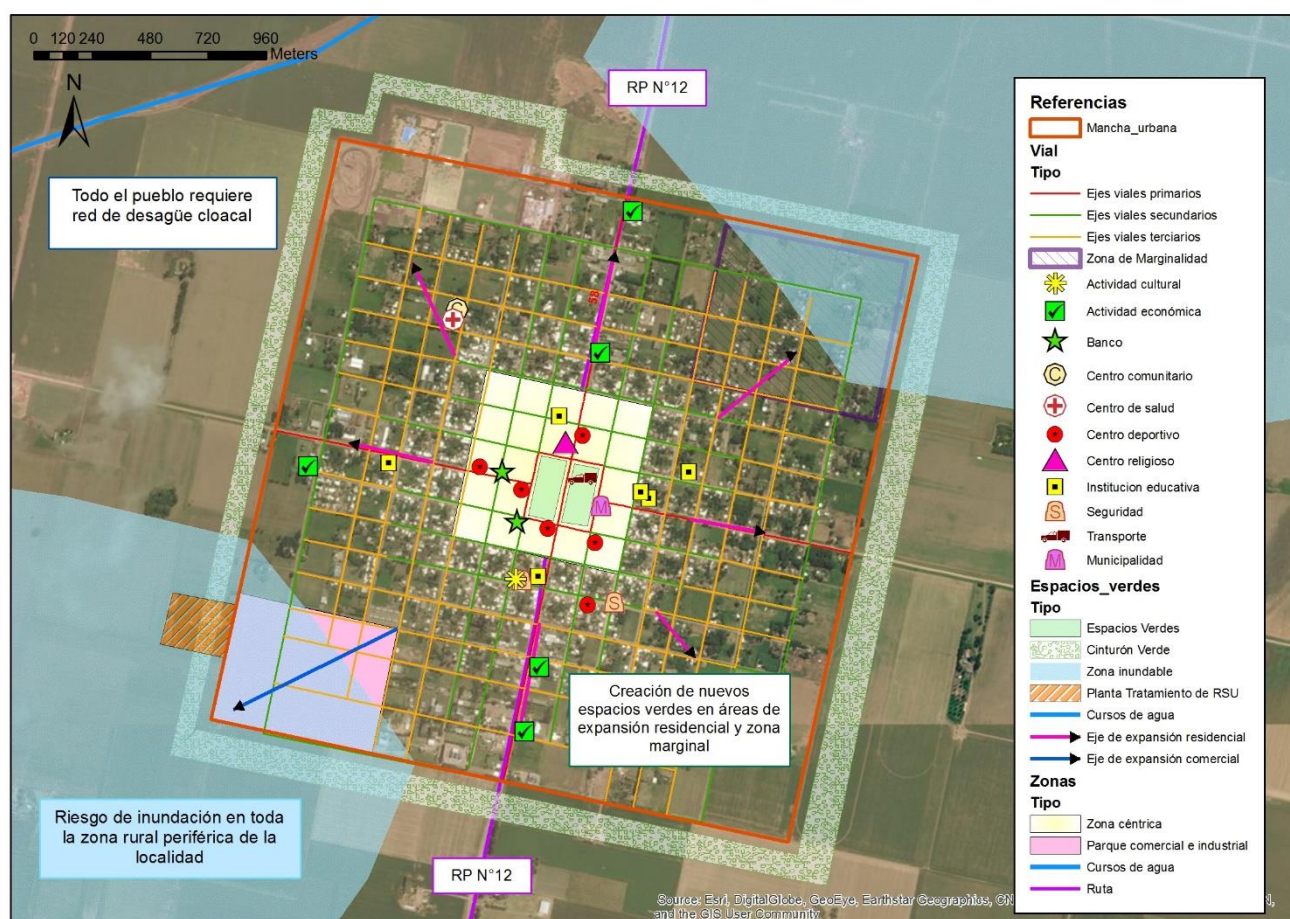 0 120 240 480 720 960
Meters
N
RP N°12
Todo el pueblo requiere
red de desagüe cloacal
58
C
M
S
Creación de nuevos
espacios verdes en áreas de
expansión residencial y zona
marginal
Riesgo de inundación en toda
la zona rural periférica de la
localidad
RP N°12
Referencias
Mancha_urbana
Vial
Tipo
Ejes viales primarios
Ejes viales secundarios
Ejes viales terciarios
Zona de Marginalidad
Actividad cultural
Actividad económica
Banco
C Centro comunitario
Centro de salud
Centro deportivo
Centro religioso
Institucion educativa
S Seguridad
Transporte
M Municipalidad
Espacios_verdes
Tipo
Espacios Verdes
Cinturón Verde
Zona inundable
Planta Tratamiento de RSU
Cursos de agua
Eje de expansión residencial
Eje de expansión comercial
Zonas
Tipo
Zona céntrica
Parque comercial e industrial
Cursos de agua
Ruta
Source: Esri, DigitalGlobe, GeoEye, Earthstar Geographics,
and the GIS User Community